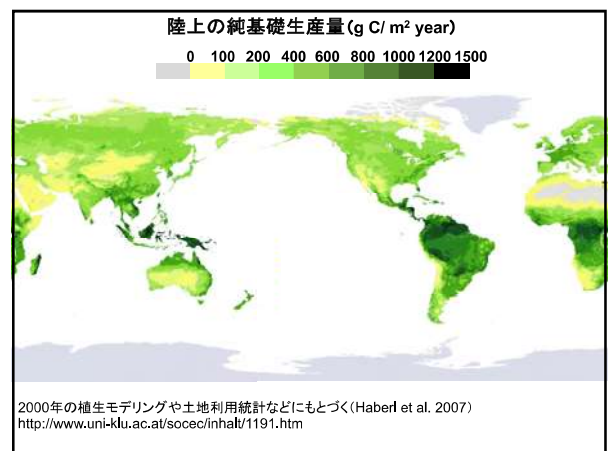 陸上の純基礎生産量(g C/ m² year)
0 100 200 400 600 800 1000 1200 1500
2000年の植生モデリングや土地利用統計などにもとづく(Haberl et al. 2007)
http://www.uni-klu.ac.at/socec/inhalt/1191.htm